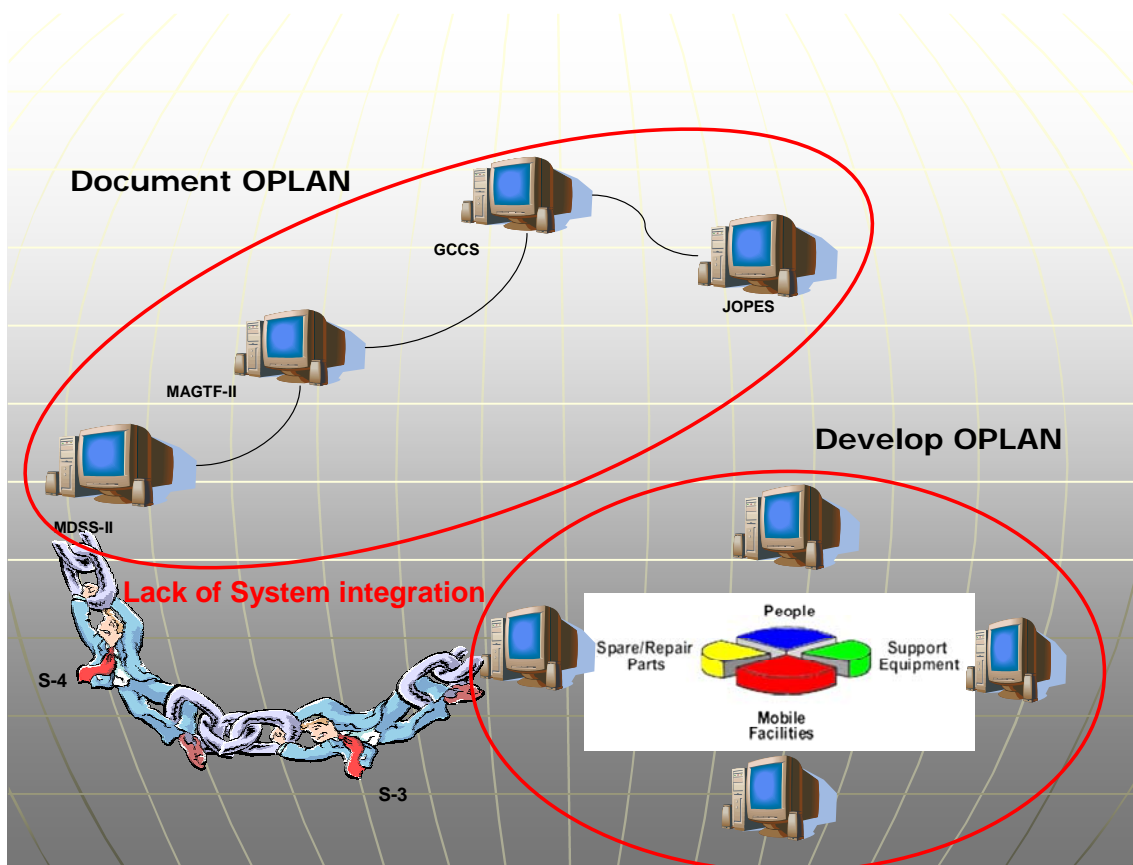 Document OPLAN
GCCS
JOPES
MAGTF-II
Develop OPLAN
MDSS-II
Lack of System integration
People
Spare/Repair
Parts
Support
Equipment
Mobile
Facilities
S-4
S-3